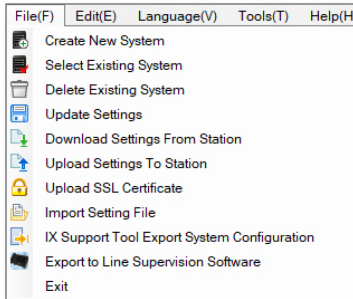 File(F) Edit(E) Language(V) Tools(T) Help(H
Create New System
Select Existing System
Delete Existing System
Update Settings
Download Settings From Station
Upload Settings To Station
Upload SSL Certificate
Import Setting File
IX Support Tool Export System Configuration
Export to Line Supervision Software
Exit